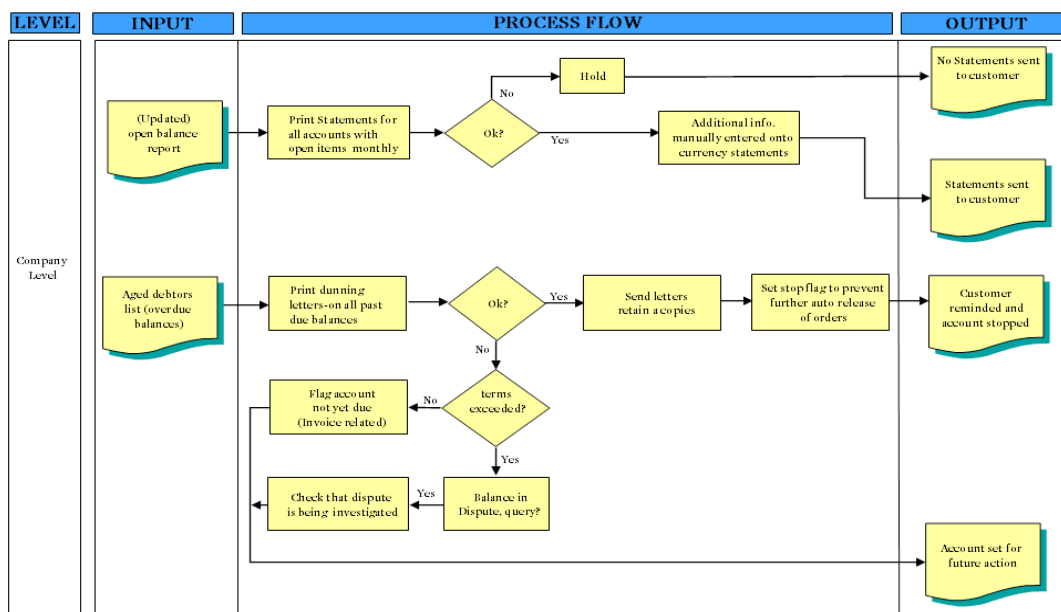 LEVEL
INPUT
PROCESS FLOW
OUTPUT
Company
Level
(Updated)
open balance
report
Print Statements for
all accounts with
open items monthly
Ok?
No
Hold
No Statements sent
to customer
Yes
Additional info.
manually entered onto
currency statements
Statements sent
to customer
Aged debtors
list (overdue
balances)
Print dunning
letters-on all past
due balances
Ok?
Yes
Send letters
retain a copies
Set stop flag to prevent
further auto release
of orders
Customer
reminded and
account stopped
No
terms
exceeded?
No
Flag account
not yet due
(Invoice related)
Yes
Balance in
Dispute, query?
Yes
Check that dispute
is being investigated
Account set for
future action